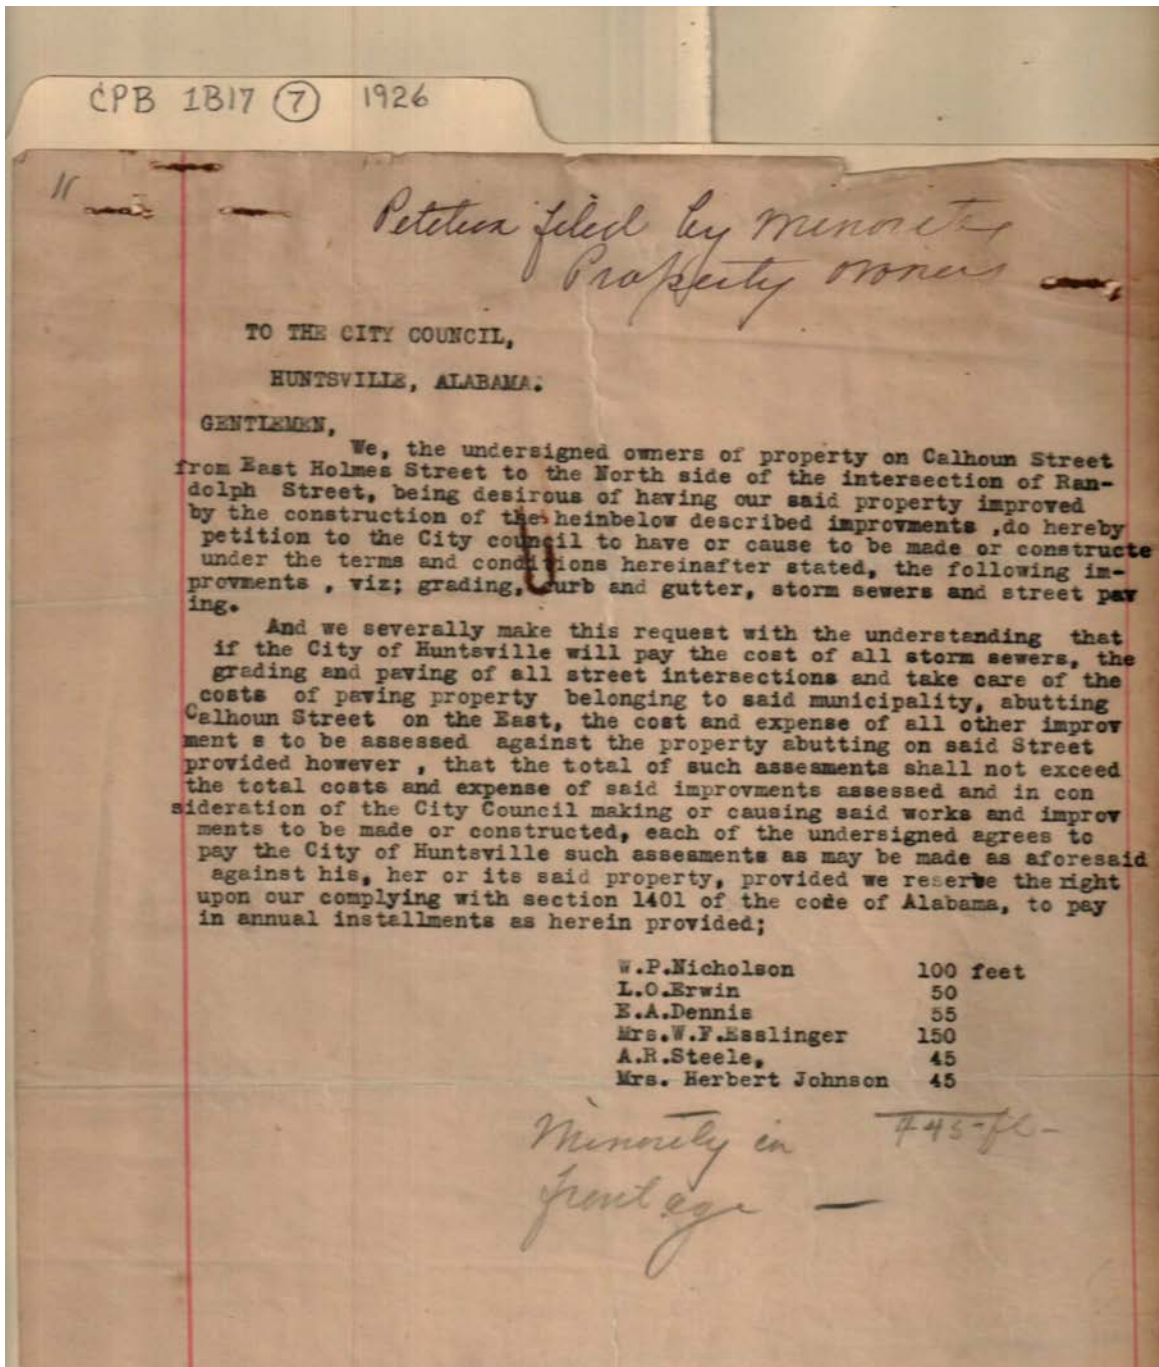 CPB 1B17 (7) 1926
11
Petition filed by minority
Property owners
TO THE CITY COUNCIL,
HUNTSVILLE, ALABAMA.
GENTLEMEN,
We, the undersigned owners of property on Calhoun Street
from East Holmes Street to the North side of the intersection of Ran-
dolph Street, being desirous of having our said property improved
by the construction of the heinbelow described improvments ,do hereby
petition to the City council to have or cause to be made or constructe
under the terms and conditions hereinafter stated, the following im-
provments , viz; grading, curb and gutter, storm sewers and street pav
ing.
And we severally make this request with the understanding that
if the City of Huntsville will pay the cost of all storm sewers, the
grading and paving of all street intersections and take care of the
costs of paving property belonging to said municipality, abutting
Calhoun Street on the East, the cost and expense of all other improv
ment s to be assessed against the property abutting on said Street
provided however , that the total of such assesments shall not exceed
the total costs and expense of said improvments assessed and in con
sideration of the City Council making or causing said works and improv
ments to be made or constructed, each of the undersigned agrees to
pay the City of Huntsville such assesments as may be made as aforesaid
against his, her or its said property, provided we reserve the right
upon our complying with section 1401 of the code of Alabama, to pay
in annual installments as herein provided;
W.P.Nicholson 100 feet
L.O.Erwin 50
E.A.Dennis 55
Mrs.W.F.Esslinger 150
A.R.Steele, 45
Mrs. Herbert Johnson 45
445-ft-
Minority in
frontage —